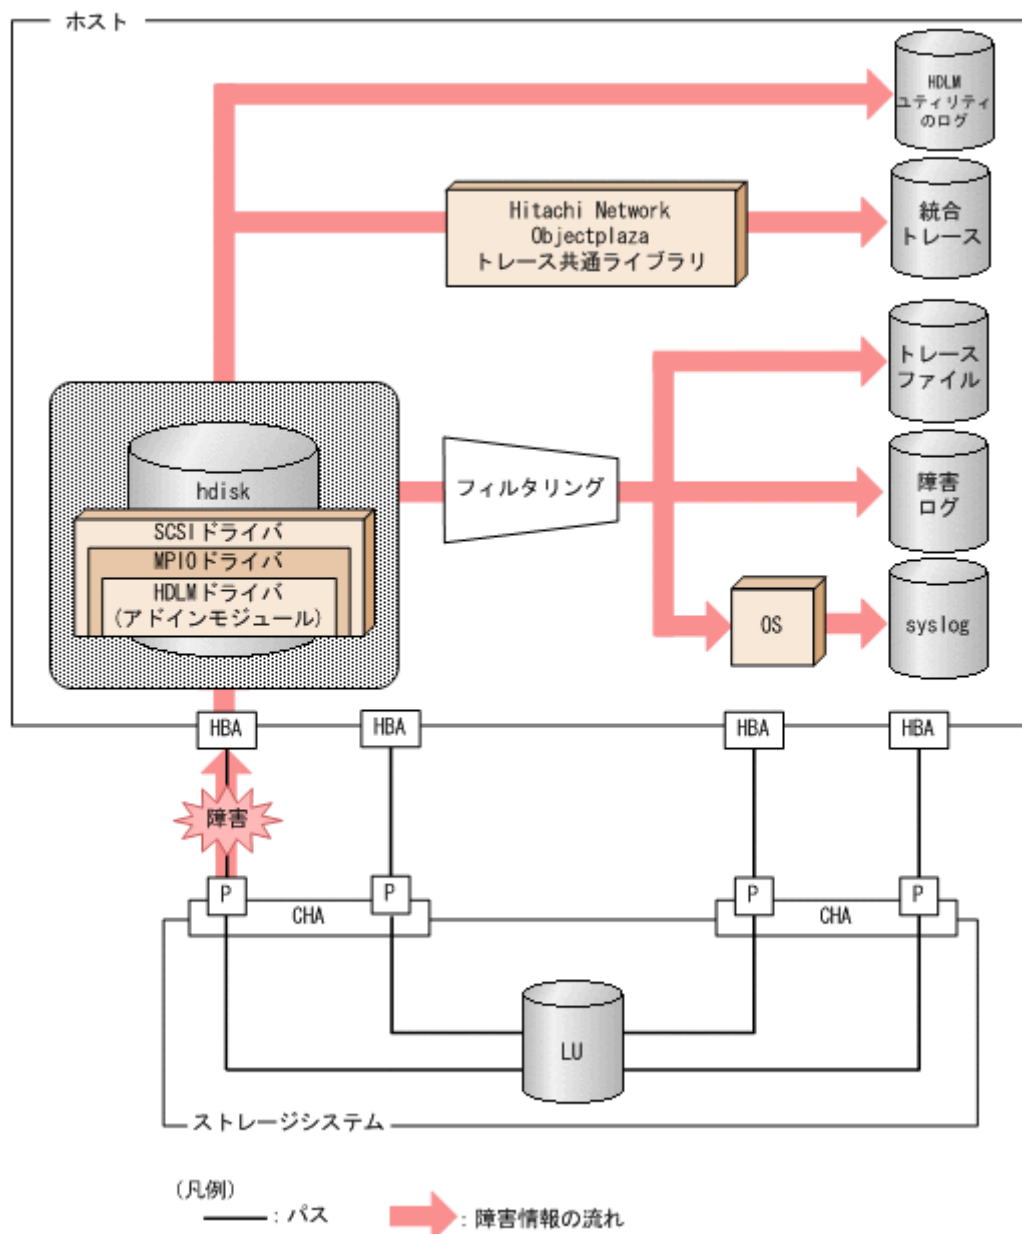 ホスト
HDLM
ユティリティ
のログ
Hitachi Network
Objectplaza
トレース共通ライブラリ
統合
トレース
トレース
ファイル
hdisk
SCSIドライバ
MPIOドライバ
HDLMドライバ
(アドインモジュール)
フィルタリング
障害
ログ
OS
syslog
HBA
HBA
HBA
HBA
障害
P
P
P
P
CHA
CHA
LU
ストレージシステム
(凡例)
: パス
: 障害情報の流れ